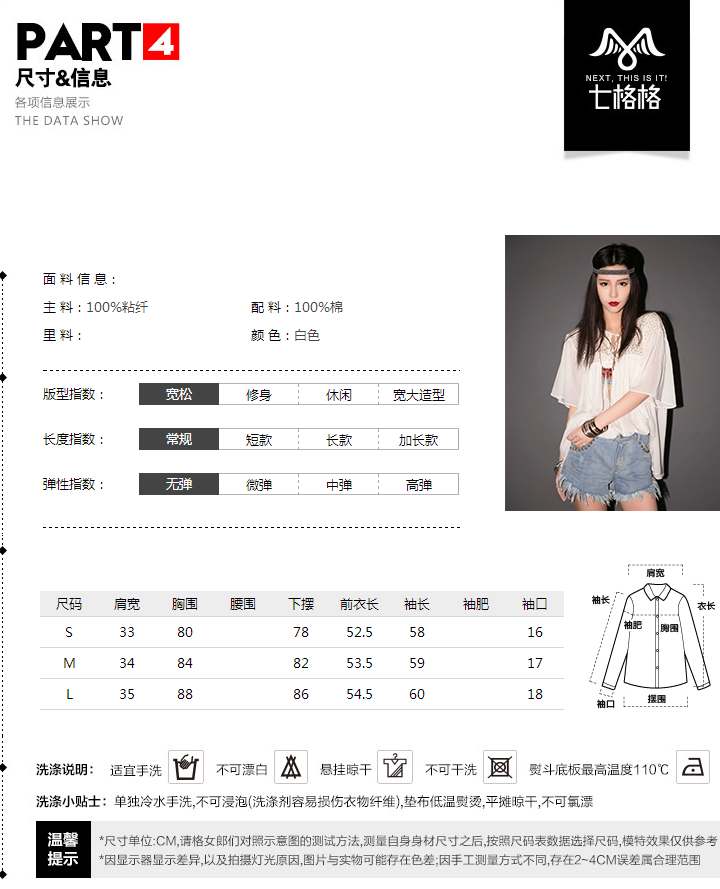 PART4
尺寸&信息
各项信息展示
THE DATA SHOW
NEXT, THIS IS IT!
七格格
面料信息：
主料：100%粘纤 配料：100%棉
里料： 颜色：白色
版型指数： 宽松 修身 休闲 宽大造型
长度指数： 常规 短款 长款 加长款
弹性指数： 无弹 微弹 中弹 高弹
尺码 肩宽 胸围 腰围 下摆 前衣长 袖长 袖肥 袖口
S 33 80 78 52.5 58 16
M 34 84 82 53.5 59 17
L 35 88 86 54.5 60 18
肩宽
袖长
衣长
袖肥
胸围
摆围
袖口
洗涤说明： 适宜手洗 不可漂白 悬挂晾干 不可干洗 熨斗底板最高温度110℃
洗涤小贴士：单独冷水手洗,不可浸泡(洗涤剂容易损伤衣物纤维),垫布低温熨烫,平摊晾干,不可氯漂
温馨提示
*尺寸单位:CM,请格女郎们对照示意图的测试方法,测量自身身材尺寸之后,按照尺码表数据选择尺码,模特效果仅供参考
*因显示器显示差异,以及拍摄灯光原因,图片与实物可能存在色差;因手工测量方式不同,存在2~4CM误差属合理范围